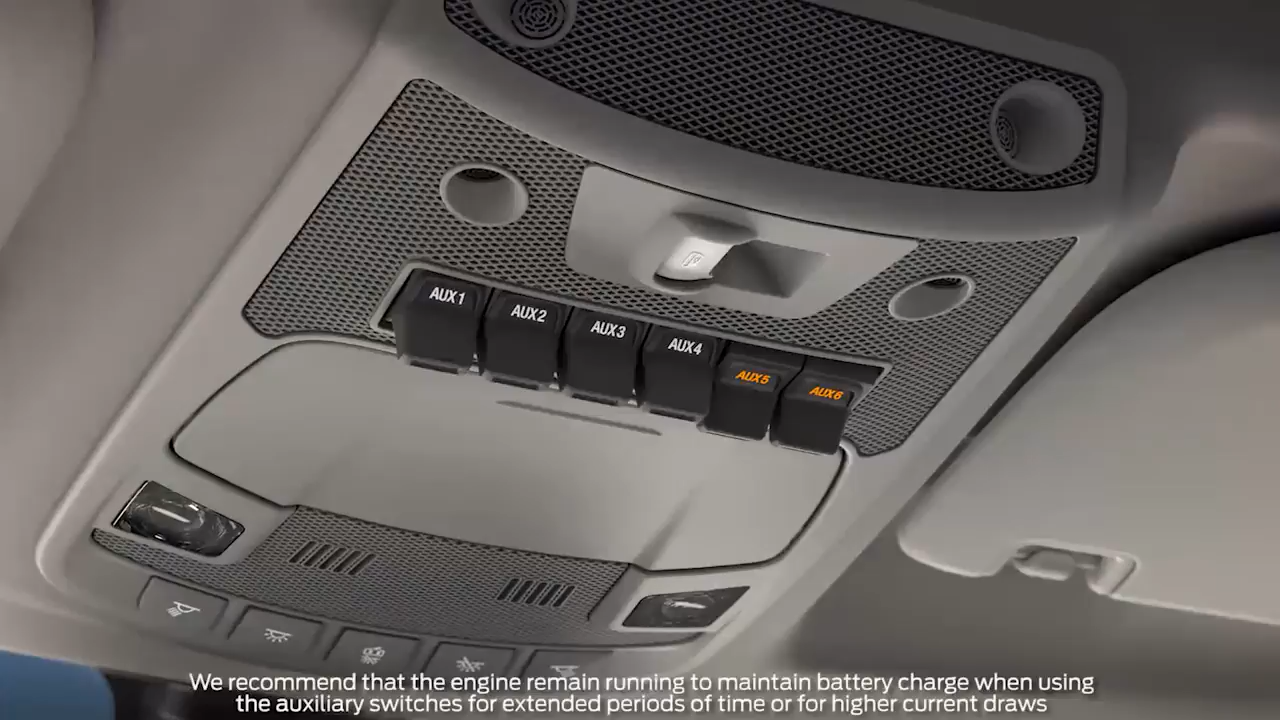 AUX1
AUX2
AUX3
AUX4
AUX5
AUX6
We recommend that the engine remain running to maintain battery charge when using
the auxiliary switches for extended periods of time or for higher current draws